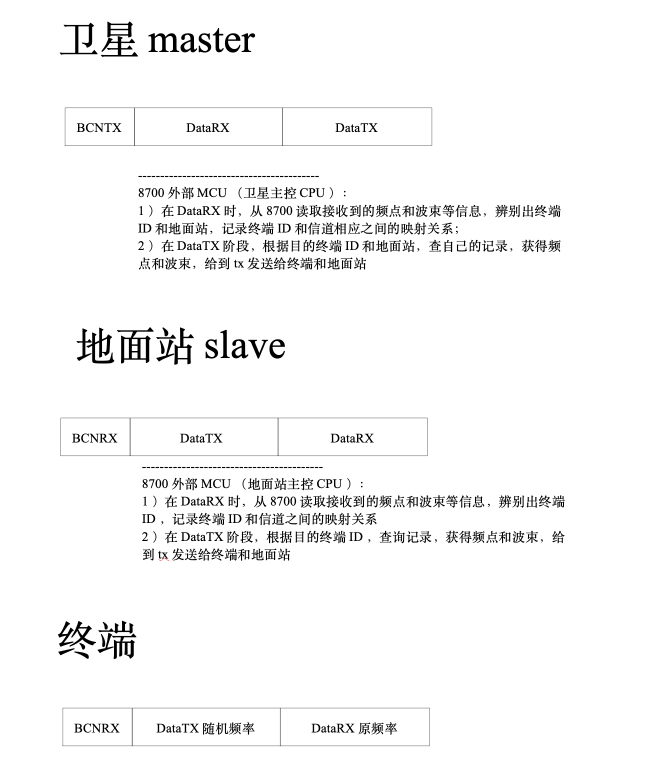 卫星 master
BCNTX DataRX DataTX
-----------------------------------------
8700 外部 MCU （卫星主控 CPU ）：
1 ）在 DataRX 时，从 8700 读取接收到的频点和波束等信息，辨别出终端
ID 和地面站，记录终端 ID 和信道相应之间的映射关系；
2 ）在 DataTX 阶段，根据目的终端 ID 和地面站，查自己的记录，获得频
点和波束，给到 tx 发送给终端和地面站
地面站 slave
BCNRX DataTX DataRX
-----------------------------------------
8700 外部 MCU （地面站主控 CPU ）：
1 ）在 DataRX 时，从 8700 读取接收到的频点和波束等信息，辨别出终端
ID ，记录终端 ID 和信道之间的映射关系
2 ）在 DataTX 阶段，根据目的终端 ID ，查询记录，获得频点和波束，给
到 tx 发送给终端和地面站
终端
BCNRX DataTX 随机频率 DataRX 原频率